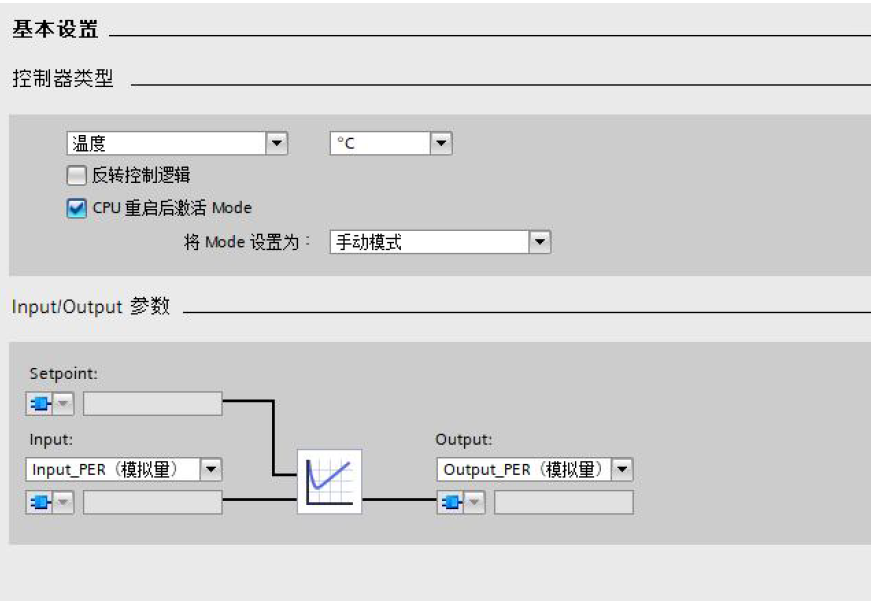 基本设置
控制器类型
温度 °C
反转控制逻辑
CPU 重启后激活 Mode
将 Mode 设置为： 手动模式
Input/Output 参数
Setpoint:
Input: Output:
Input_PER（模拟量） Output_PER（模拟量）